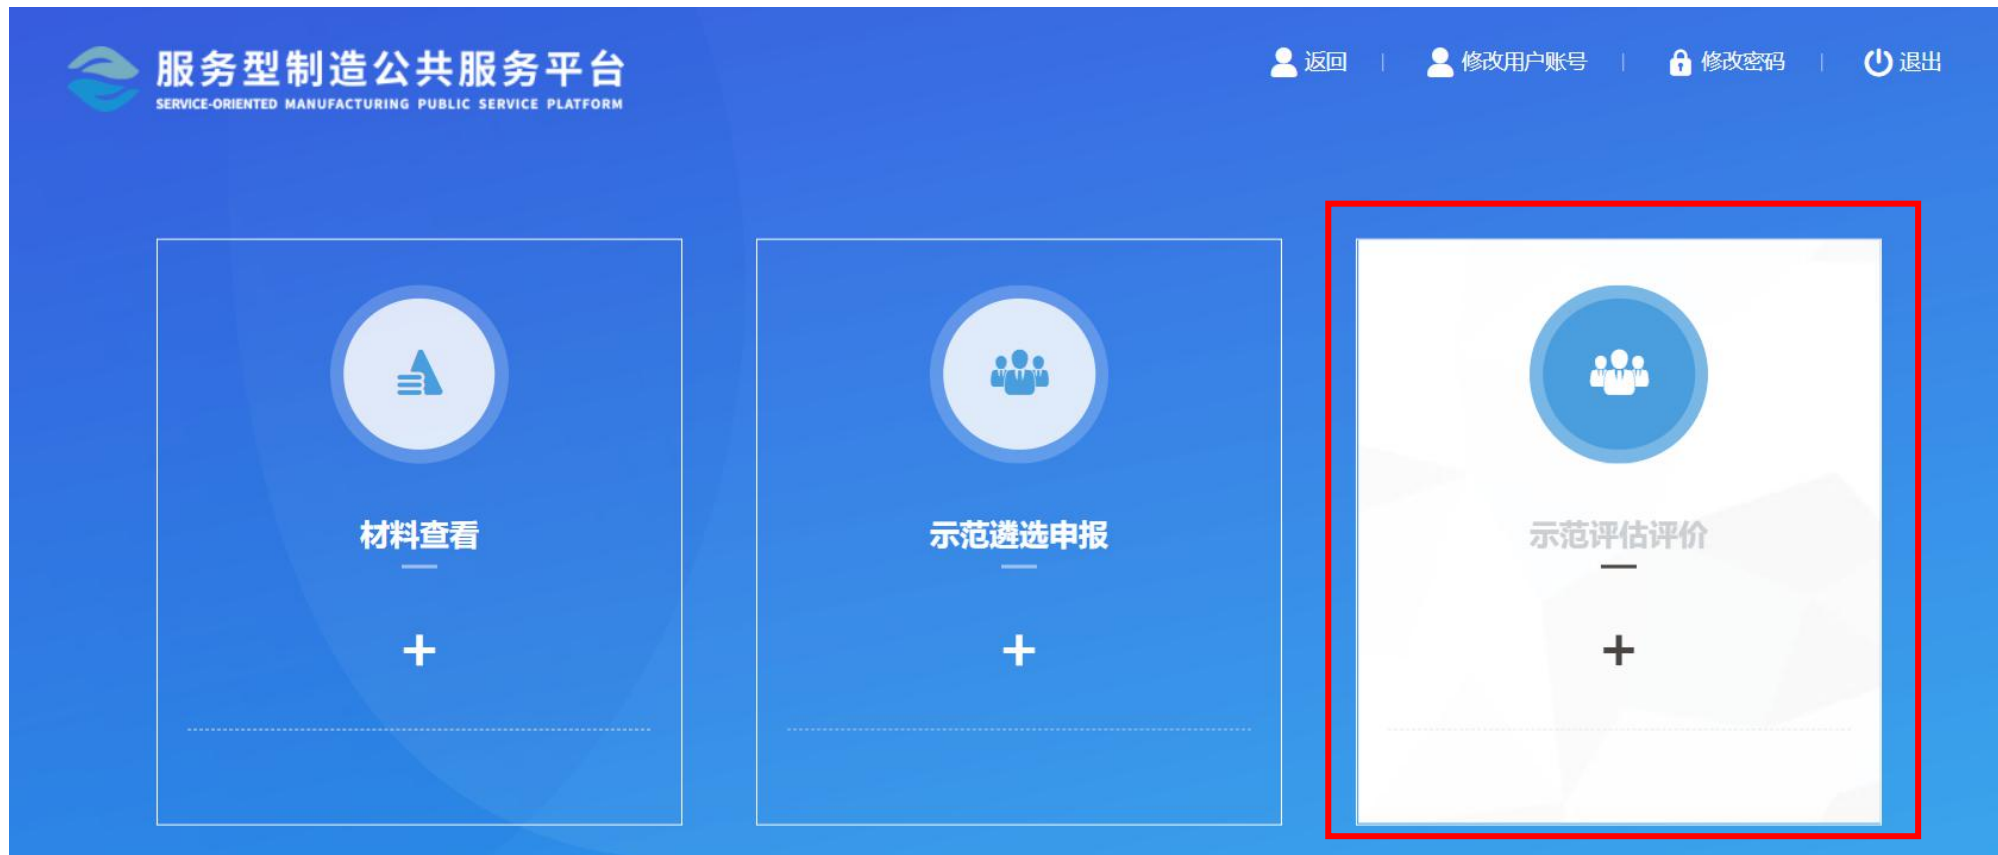 服务型制造公共服务平台
SERVICE-ORIENTED MANUFACTURING PUBLIC SERVICE PLATFORM
返回 | 修改用户账号 | 修改密码 | 退出
材料查看
示范遴选申报
示范评估评价